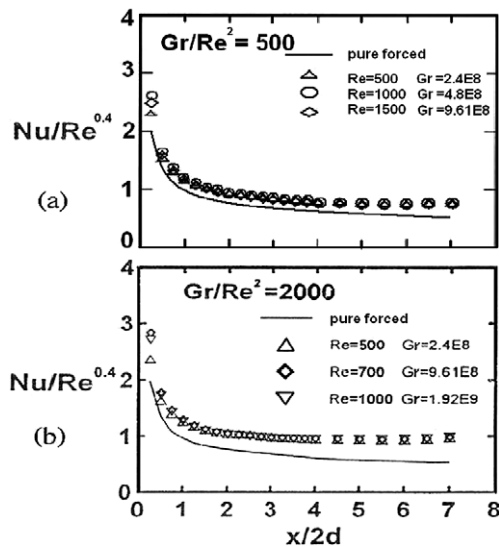 (a)
Gr/Re² = 500
pure forced
Re=500 Gr=2.4E8
Re=1000 Gr=4.8E8
Re=1500 Gr=9.61E8
Nu/Re^0.4
4
3
2
1
0
(b)
Gr/Re² =2000
pure forced
Re=500 Gr=2.4E8
Re=700 Gr=9.61E8
Re=1000 Gr=1.92E9
Nu/Re^0.4
4
3
2
1
0
0 1 2 3 4 5 6 7 8
x/2d